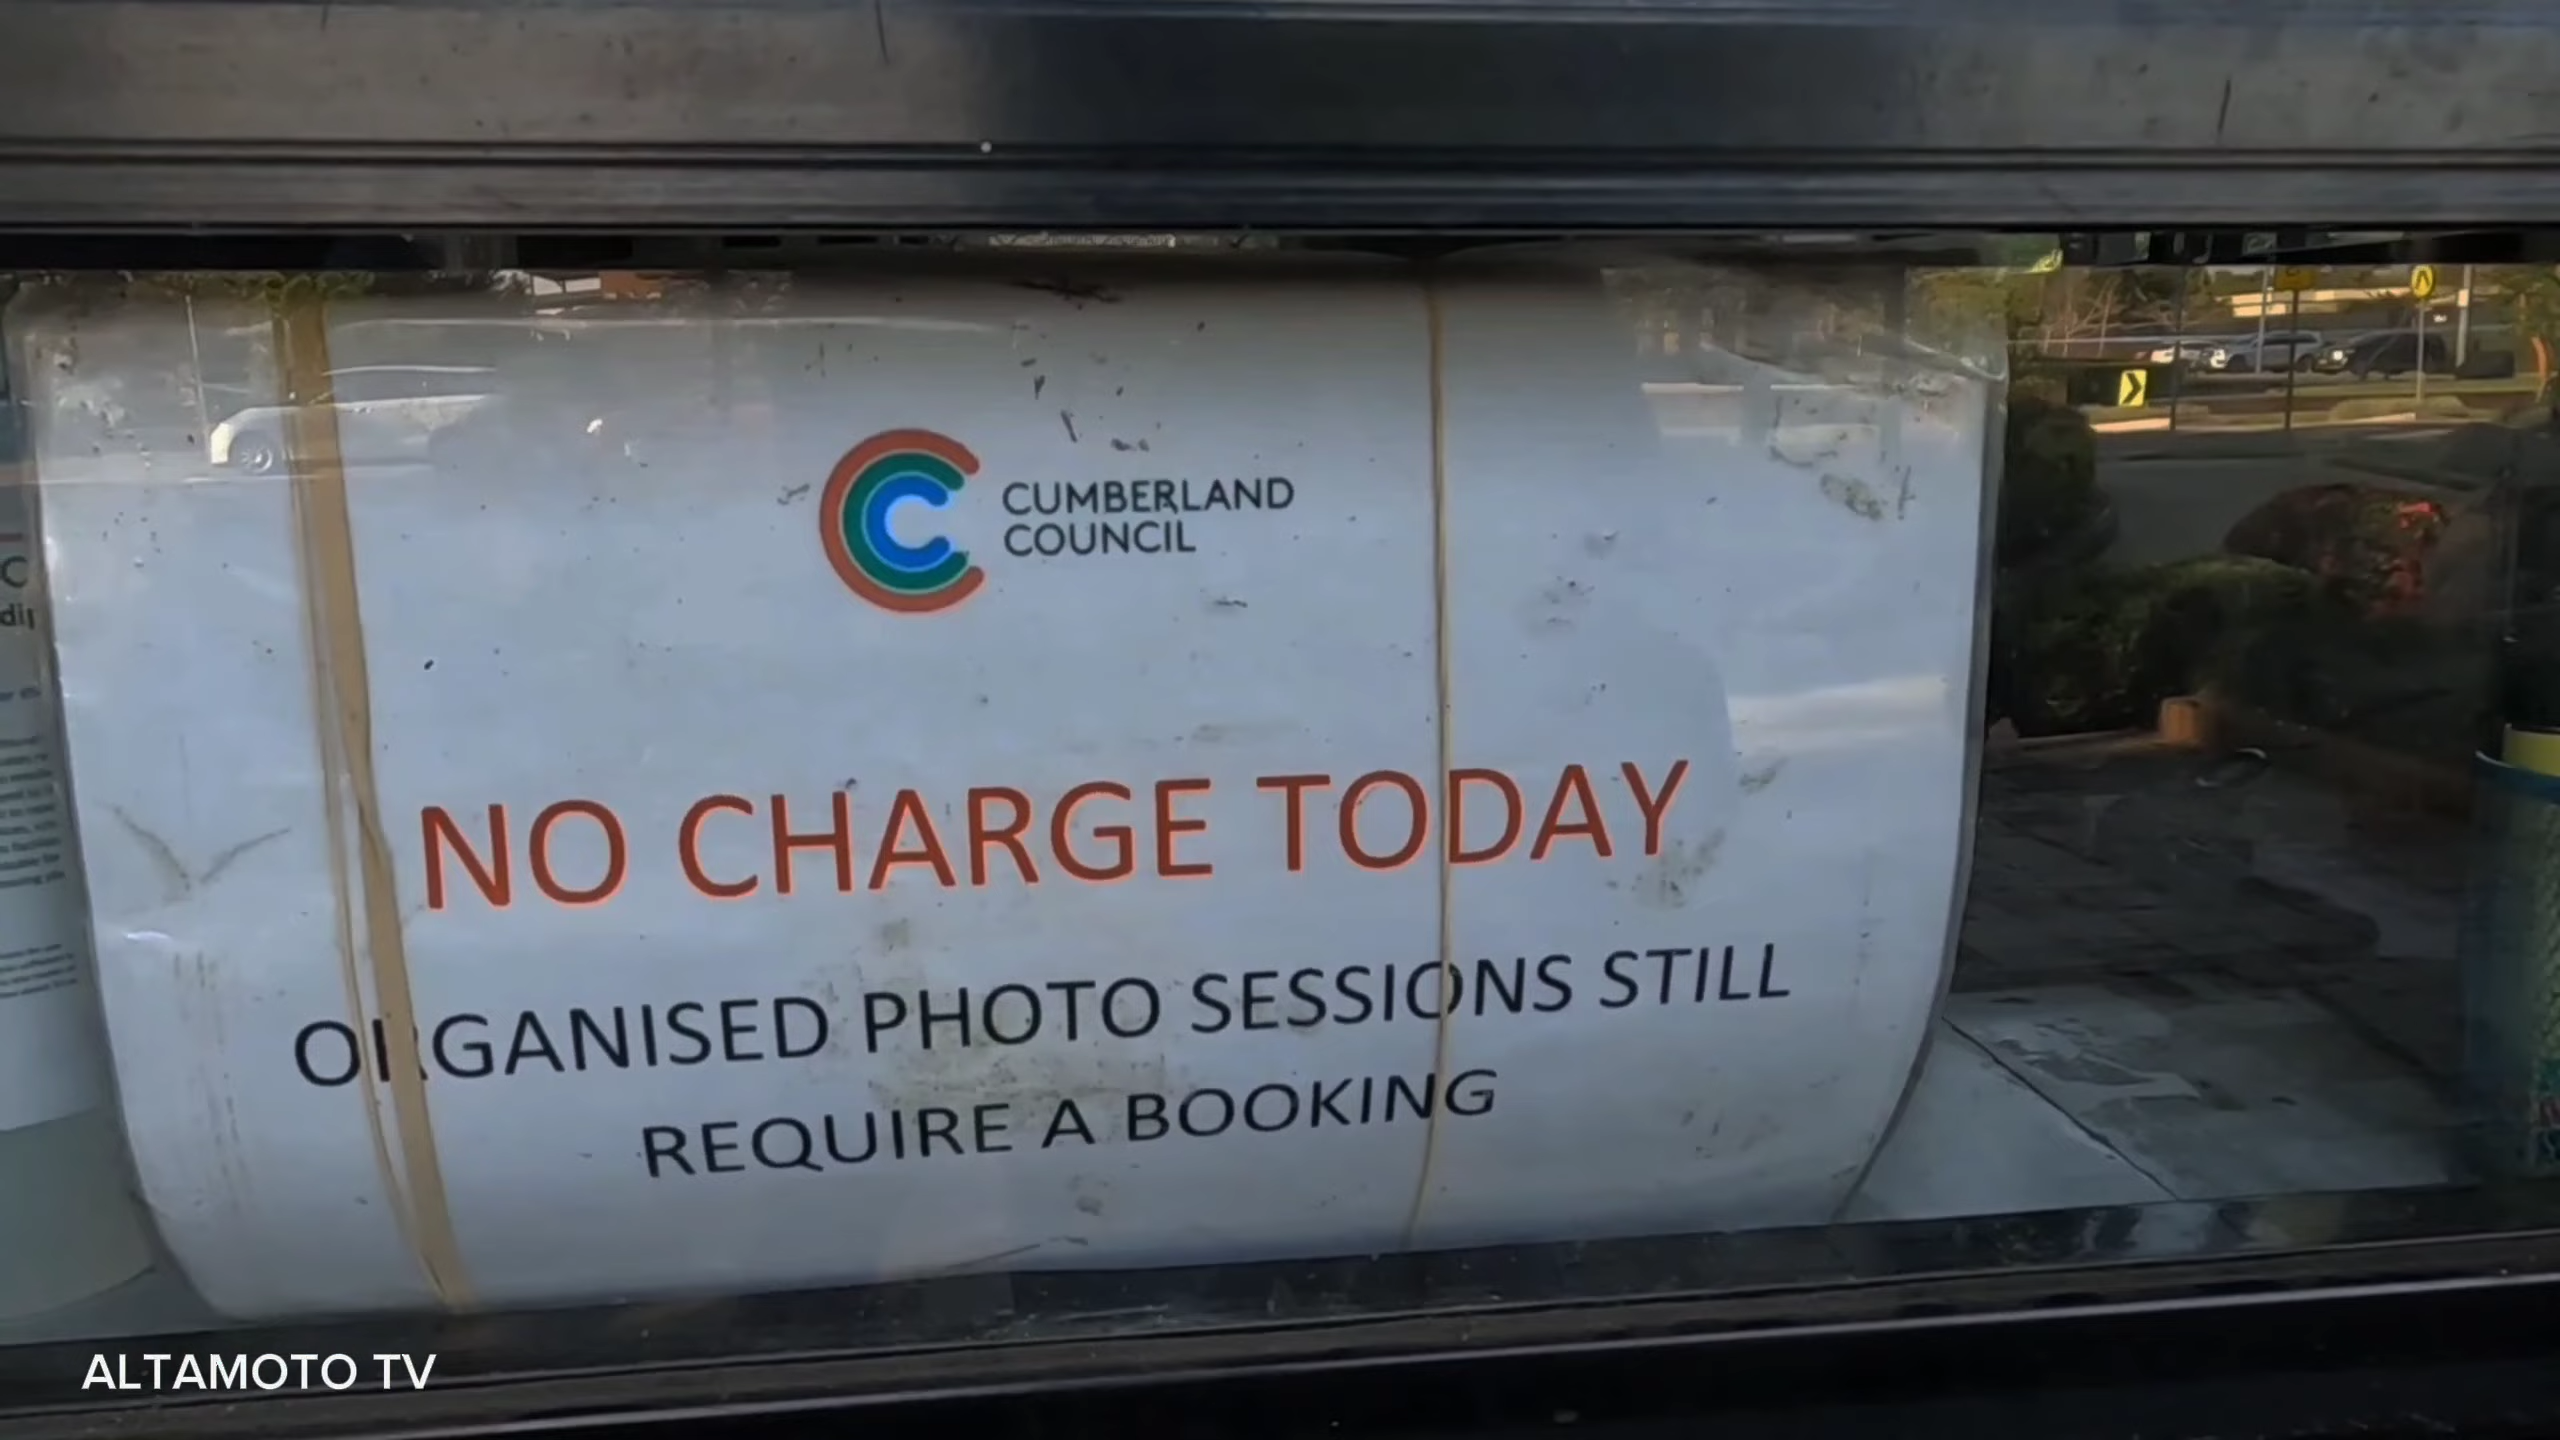 CUMBERLAND
COUNCIL
NO CHARGE TODAY
ORGANISED PHOTO SESSIONS STILL
REQUIRE A BOOKING
ALTAMOTO TV